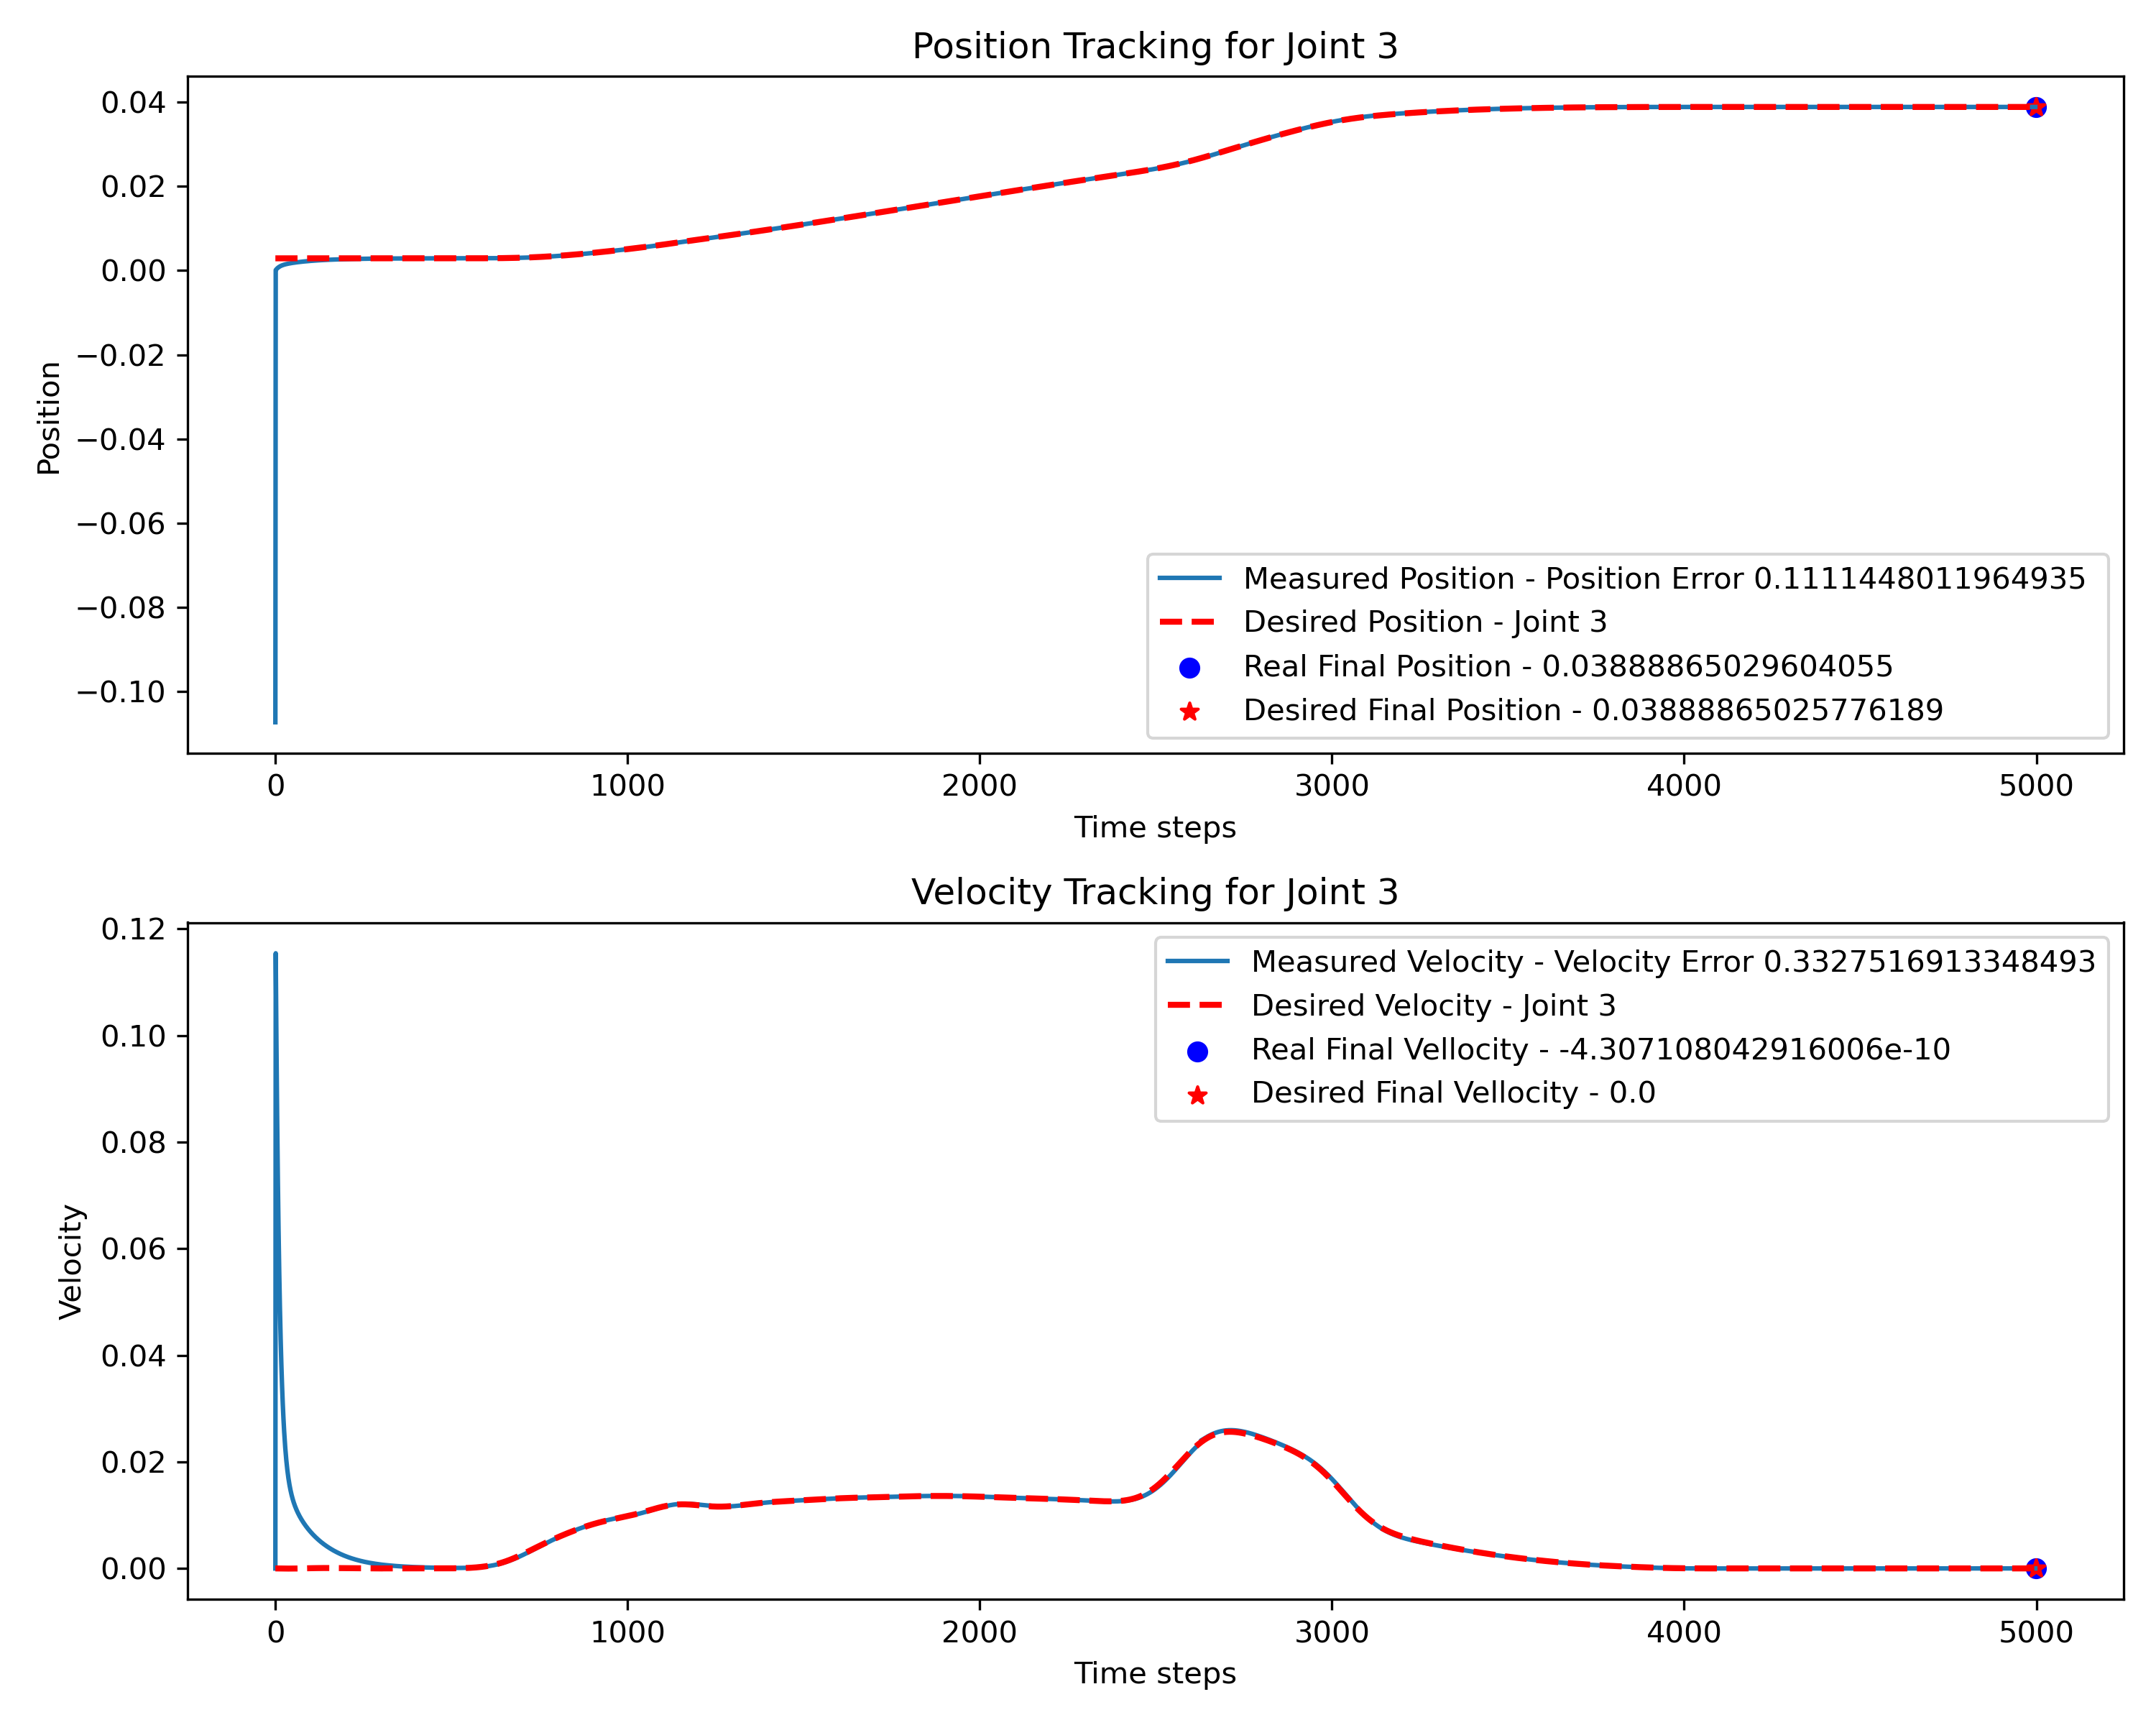 Position Tracking for Joint 3
0.04
0.02
0.00
−0.02
−0.04
−0.06
−0.08
−0.10
Position
Measured Position - Position Error 0.1111448011964935
Desired Position - Joint 3
Real Final Position - 0.03888865029604055
Desired Final Position - 0.03888865025776189
0 1000 2000 3000 4000 5000
Time steps
Velocity Tracking for Joint 3
0.12
0.10
0.08
0.06
0.04
0.02
0.00
Velocity
Measured Velocity - Velocity Error 0.3327516913348493
Desired Velocity - Joint 3
Real Final Vellocity - -4.307108042916006e-10
Desired Final Vellocity - 0.0
0 1000 2000 3000 4000 5000
Time steps